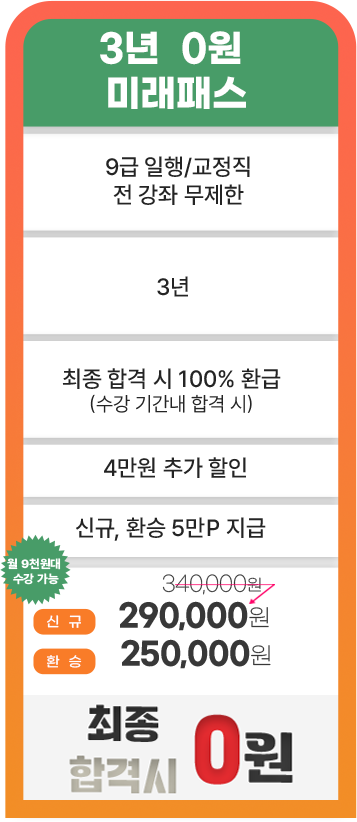 3년 0원
미래패스
9급 일행/교정직
전 강좌 무제한
3년
최종 합격 시 100% 환급
(수강 기간내 합격 시)
4만원 추가 할인
신규, 환승 5만P 지급
월 9천원대
수강 가능
340,000원
신 규 290,000원
환 승 250,000원
최종
합격시 0원